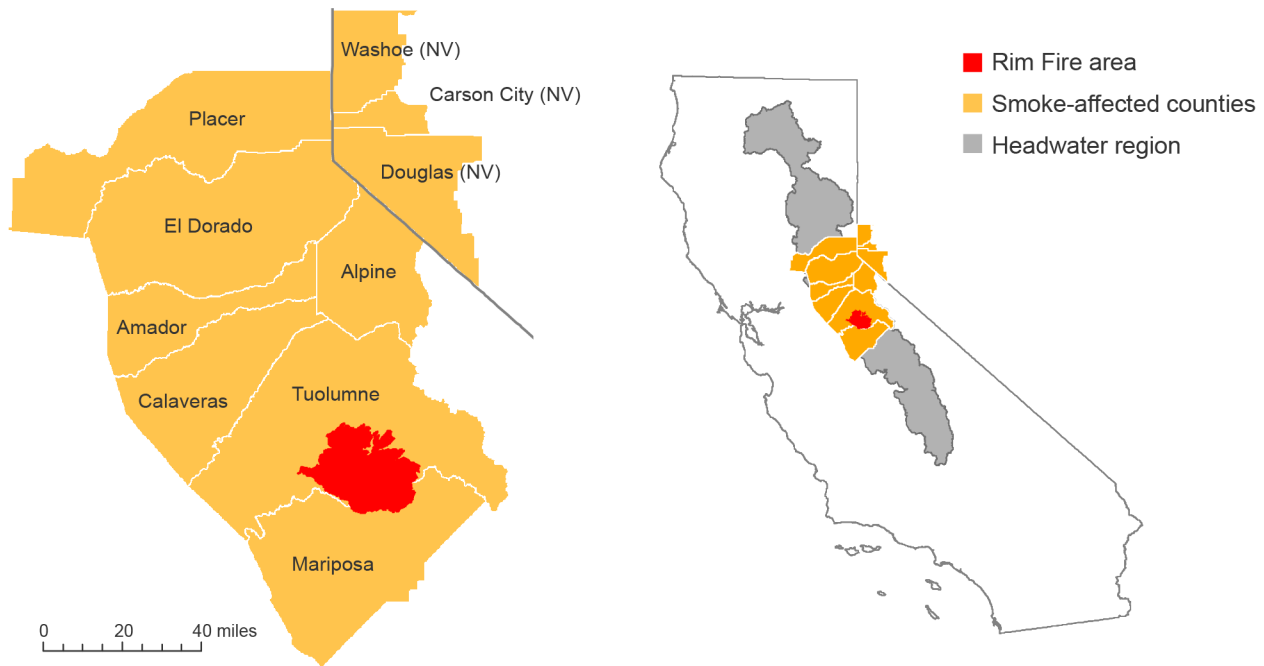 Washoe (NV)
Carson City (NV)
Placer
Douglas (NV)
El Dorado
Alpine
Amador
Calaveras
Tuolumne
Mariposa
0 20 40 miles
Rim Fire area
Smoke-affected counties
Headwater region